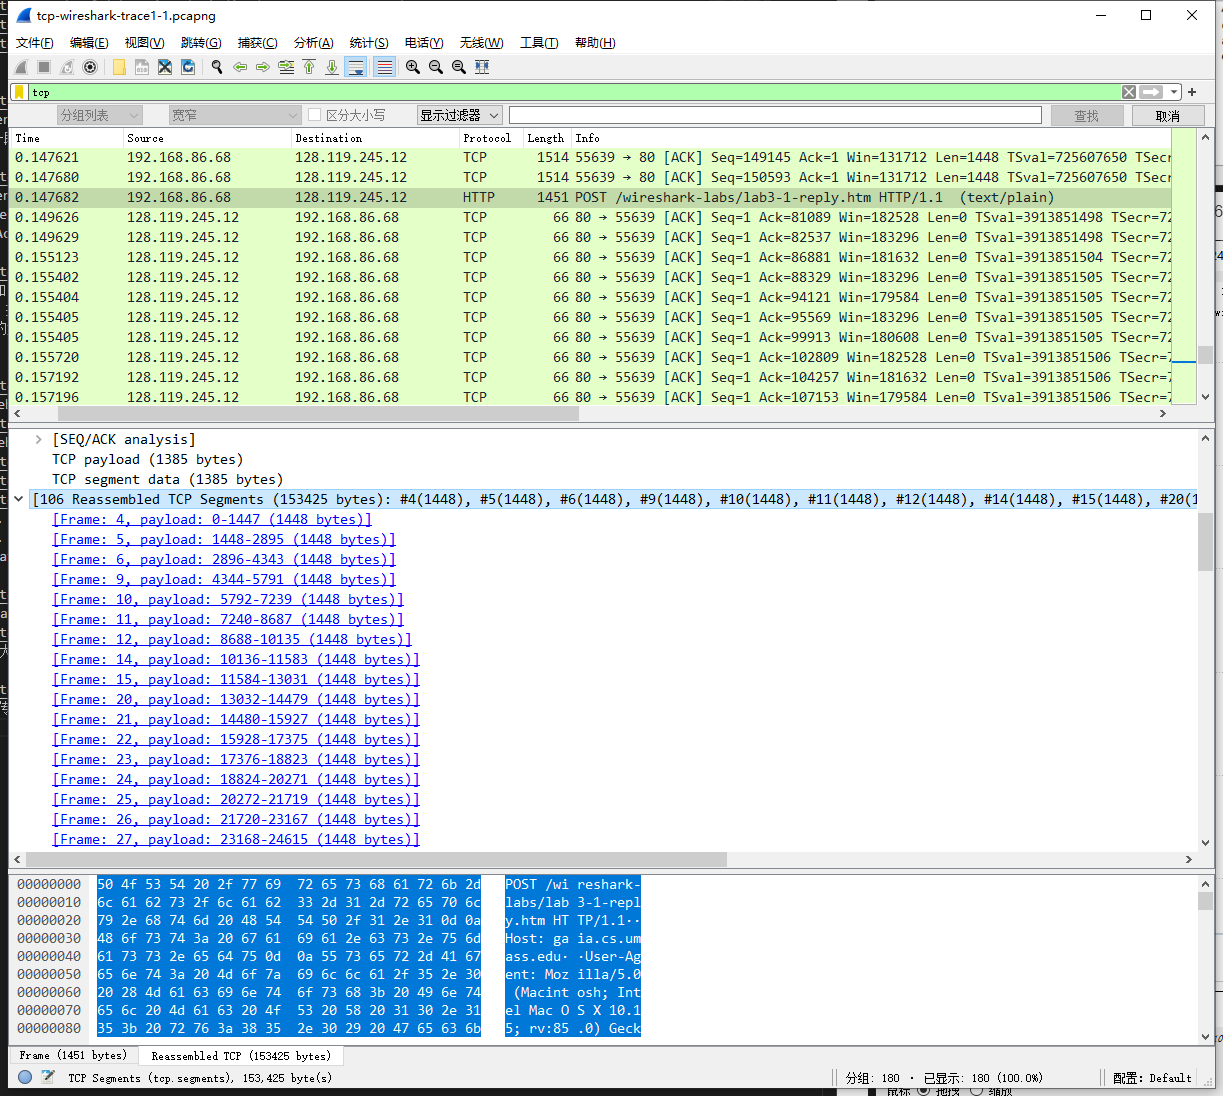 tcp-wireshark-trace1-1.pcapng
文件(F) 编辑(E) 视图(V) 跳转(G) 捕获(C) 分析(A) 统计(S) 电话(Y) 无线(W) 工具(T) 帮助(H)
tcp
分组列表 宽窄 区分大小写 显示过滤器 查找 取消
Time Source Destination Protocol Length Info
0.147621 192.168.86.68 128.119.245.12 TCP 1514 55639 → 80 [ACK] Seq=149145 Ack=1 Win=131712 Len=1448 TSval=725607650 TSecr
0.147680 192.168.86.68 128.119.245.12 TCP 1514 55639 → 80 [ACK] Seq=150593 Ack=1 Win=131712 Len=1448 TSval=725607650 TSecr
0.147682 192.168.86.68 128.119.245.12 HTTP 1451 POST /wireshark-labs/lab3-1-reply.htm HTTP/1.1 (text/plain)
0.149626 128.119.245.12 192.168.86.68 TCP 66 80 → 55639 [ACK] Seq=1 Ack=81089 Win=182528 Len=0 TSval=3913851498 TSecr=72
0.149629 128.119.245.12 192.168.86.68 TCP 66 80 → 55639 [ACK] Seq=1 Ack=82537 Win=183296 Len=0 TSval=3913851498 TSecr=72
0.155123 128.119.245.12 192.168.86.68 TCP 66 80 → 55639 [ACK] Seq=1 Ack=86881 Win=181632 Len=0 TSval=3913851504 TSecr=72
0.155402 128.119.245.12 192.168.86.68 TCP 66 80 → 55639 [ACK] Seq=1 Ack=88329 Win=183296 Len=0 TSval=3913851505 TSecr=72
0.155404 128.119.245.12 192.168.86.68 TCP 66 80 → 55639 [ACK] Seq=1 Ack=94121 Win=179584 Len=0 TSval=3913851505 TSecr=72
0.155405 128.119.245.12 192.168.86.68 TCP 66 80 → 55639 [ACK] Seq=1 Ack=95569 Win=183296 Len=0 TSval=3913851505 TSecr=72
0.155405 128.119.245.12 192.168.86.68 TCP 66 80 → 55639 [ACK] Seq=1 Ack=99913 Win=180608 Len=0 TSval=3913851505 TSecr=72
0.155720 128.119.245.12 192.168.86.68 TCP 66 80 → 55639 [ACK] Seq=1 Ack=102809 Win=182528 Len=0 TSval=3913851506 TSecr=7
0.157192 128.119.245.12 192.168.86.68 TCP 66 80 → 55639 [ACK] Seq=1 Ack=104257 Win=181632 Len=0 TSval=3913851506 TSecr=7
0.157196 128.119.245.12 192.168.86.68 TCP 66 80 → 55639 [ACK] Seq=1 Ack=107153 Win=179584 Len=0 TSval=3913851506 TSecr=7
[SEQ/ACK analysis]
TCP payload (1385 bytes)
TCP segment data (1385 bytes)
[106 Reassembled TCP Segments (153425 bytes): #4(1448), #5(1448), #6(1448), #9(1448), #10(1448), #11(1448), #12(1448), #14(1448), #15(1448), #20(1
[Frame: 4, payload: 0-1447 (1448 bytes)]
[Frame: 5, payload: 1448-2895 (1448 bytes)]
[Frame: 6, payload: 2896-4343 (1448 bytes)]
[Frame: 9, payload: 4344-5791 (1448 bytes)]
[Frame: 10, payload: 5792-7239 (1448 bytes)]
[Frame: 11, payload: 7240-8687 (1448 bytes)]
[Frame: 12, payload: 8688-10135 (1448 bytes)]
[Frame: 14, payload: 10136-11583 (1448 bytes)]
[Frame: 15, payload: 11584-13031 (1448 bytes)]
[Frame: 20, payload: 13032-14479 (1448 bytes)]
[Frame: 21, payload: 14480-15927 (1448 bytes)]
[Frame: 22, payload: 15928-17375 (1448 bytes)]
[Frame: 23, payload: 17376-18823 (1448 bytes)]
[Frame: 24, payload: 18824-20271 (1448 bytes)]
[Frame: 25, payload: 20272-21719 (1448 bytes)]
[Frame: 26, payload: 21720-23167 (1448 bytes)]
[Frame: 27, payload: 23168-24615 (1448 bytes)]
00000000 50 4f 53 54 20 2f 77 69 72 65 73 68 61 72 6b 2d POST /wi reshark-
00000010 6c 61 62 73 2f 6c 61 62 33 2d 31 2d 72 65 70 6c labs/lab 3-1-repl
00000020 79 2e 68 74 6d 20 48 54 54 50 2f 31 2e 31 0d 0a y.htm HT TP/1.1··
00000030 48 6f 73 74 3a 20 67 61 69 61 2e 63 73 2e 75 6d Host: ga ia.cs.um
00000040 61 73 73 2e 65 64 75 0d 0a 55 73 65 72 2d 41 67 ass.edu· ·User-Ag
00000050 65 6e 74 3a 20 4d 6f 7a 69 6c 6c 61 2f 35 2e 30 ent: Moz illa/5.0
00000060 20 28 4d 61 63 69 6e 74 6f 73 68 3b 20 49 6e 74 (Macint osh; Int
00000070 65 6c 20 4d 61 63 20 4f 53 20 58 20 31 30 2e 31 el Mac O S X 10.1
00000080 35 3b 20 72 76 3a 38 35 2e 30 29 20 47 65 63 6b 5; rv:85 .0) Geck
Frame (1451 bytes) Reassembled TCP (153425 bytes)
TCP Segments (tcp.segments), 153,425 byte(s) 分组: 180 · 已显示: 180 (100.0%) 配置: Default